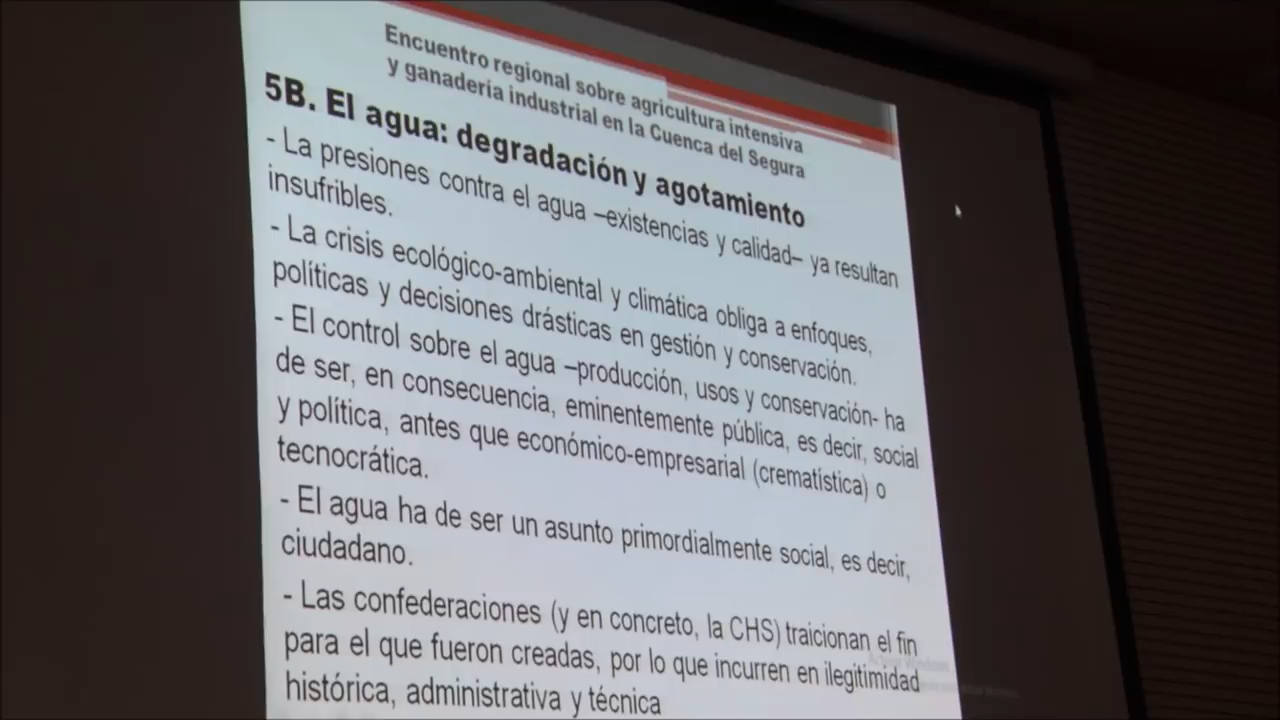 Encuentro regional sobre agricultura intensiva
y ganadería industrial en la Cuenca del Segura
5B. El agua: degradación y agotamiento
- La presiones contra el agua –existencias y calidad– ya resultan
insufribles.
- La crisis ecológico-ambiental y climática obliga a enfoques,
políticas y decisiones drásticas en gestión y conservación.
- El control sobre el agua –producción, usos y conservación- ha
de ser, en consecuencia, eminentemente pública, es decir, social
y política, antes que económico-empresarial (crematística) o
tecnocrática.
- El agua ha de ser un asunto primordialmente social, es decir,
ciudadano.
- Las confederaciones (y en concreto, la CHS) traicionan el fin
para el que fueron creadas, por lo que incurren en ilegitimidad
histórica, administrativa y técnica